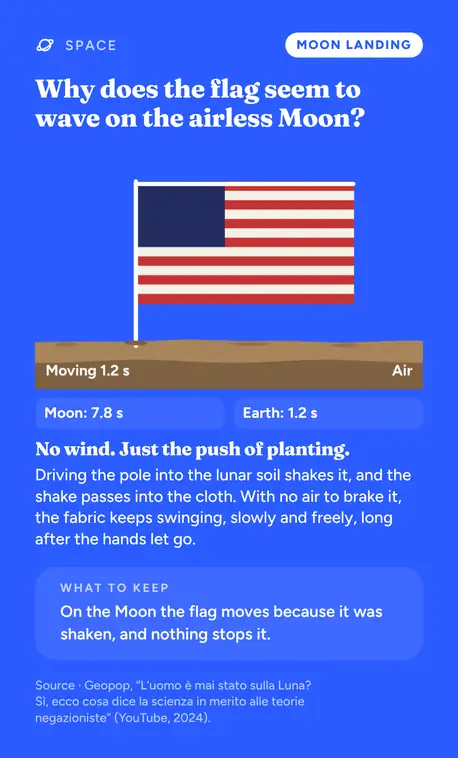 SPACE
MOON LANDING
Why does the flag seem to
wave on the airless Moon?
Moving 1.2 s
Air
Moon: 7.8 s
Earth: 1.2 s
No wind. Just the push of planting.
Driving the pole into the lunar soil shakes it, and the
shake passes into the cloth. With no air to brake it,
the fabric keeps swinging, slowly and freely, long
after the hands let go.
WHAT TO KEEP
On the Moon the flag moves because it was
shaken, and nothing stops it.
Source · Geopop, “L’uomo è mai stato sulla Luna?
Sì, ecco cosa dice la scienza in merito alle teorie
negazioniste” (YouTube, 2024).